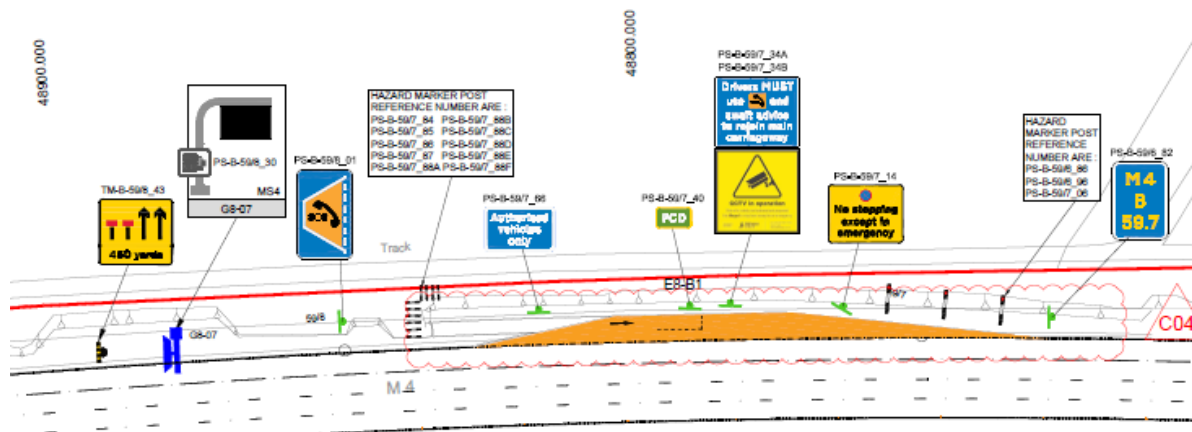 48900.000
48800.000
PS-B-59/7_34A
PS-B-59/7_34B
Drivers MUST
use and
await advice
to rejoin main
carriageway
HAZARD MARKER POST
REFERENCE NUMBER ARE :
PS-B-59/7_84 PS-B-59/7_88B
PS-B-59/7_85 PS-B-59/7_88C
PS-B-59/7_86 PS-B-59/7_88D
PS-B-59/7_87 PS-B-59/7_88E
PS-B-59/7_88A PS-B-59/7_88F
HAZARD
MARKER POST
REFERENCE
NUMBER ARE :
PS-B-59/6_86
PS-B-59/6_96
PS-B-59/7_06
PS-B-59/6_82
M4
B
59.7
PS-B-59/8_30
MS4
G8-07
PS-B-59/8_01
SOS
TM-B-59/8_43
450 yards
PS-B-59/7_66
Authorised
vehicles
only
PS-B-59/7_40
PCD
CCTV in operation
PS-B-59/7_14
No stopping
except in
emergency
Track
E8-B1
59/8
G8-07
9/7
C04
M 4